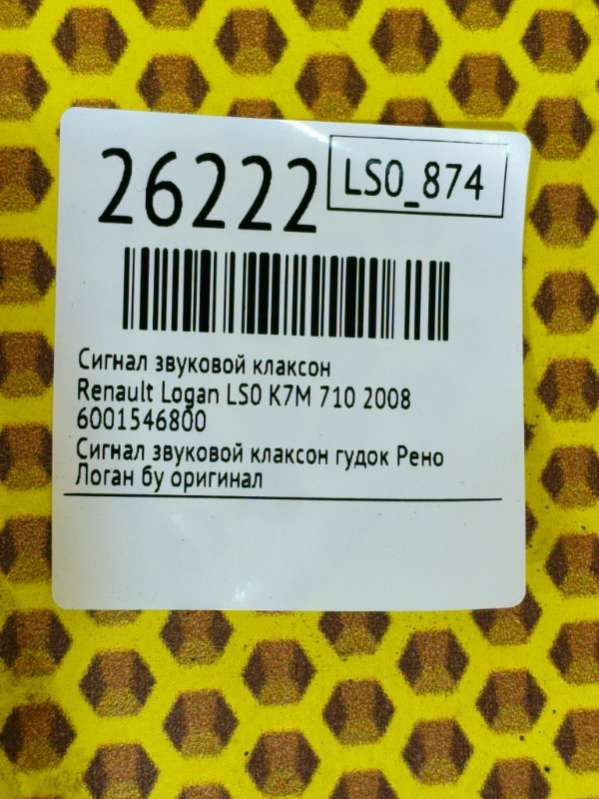 26222
LS0_874
Сигнал звуковой клаксон
Renault Logan LS0 K7M 710 2008
6001546800
Сигнал звуковой клаксон гудок Рено
Логан бу оригинал